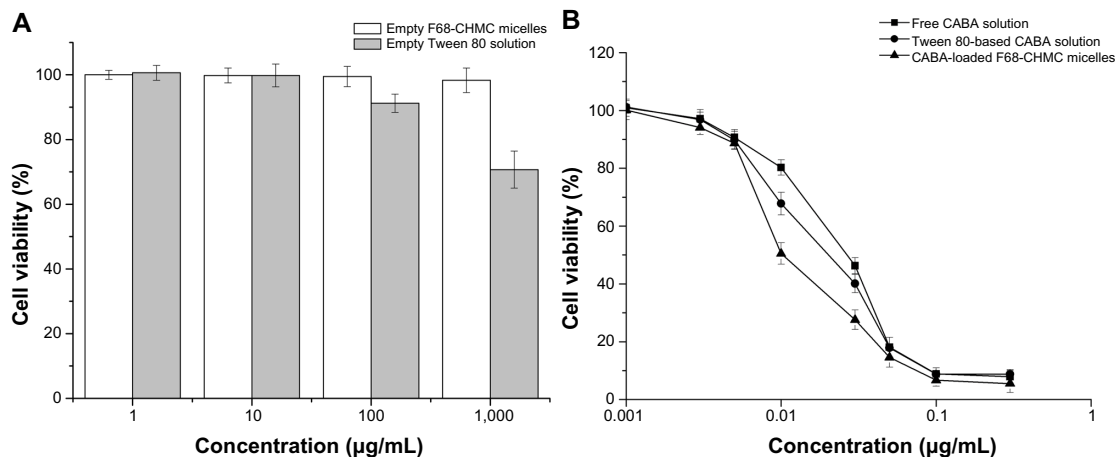 A
Empty F68-CHMC micelles
Empty Tween 80 solution
Cell viability (%)
120
100
80
60
40
20
0
1
10
100
1,000
Concentration (µg/mL)
B
Free CABA solution
Tween 80-based CABA solution
CABA-loaded F68-CHMC micelles
Cell viability (%)
120
100
80
60
40
20
0
0.001
0.01
0.1
1
Concentration (µg/mL)